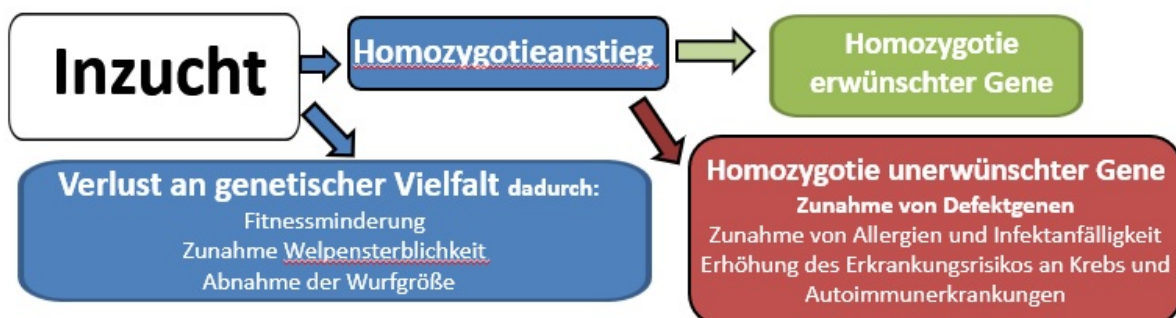 Inzucht
Homozygotieanstieg
Homozygotie
erwünschter Gene
Verlust an genetischer Vielfalt dadurch:
Fitnessminderung
Zunahme Welpensterblichkeit
Abnahme der Wurfgröße
Homozygotie unerwünschter Gene
Zunahme von Defektgenen
Zunahme von Allergien und Infektanfälligkeit
Erhöhung des Erkrankungsrisikos an Krebs und
Autoimmunerkrankungen